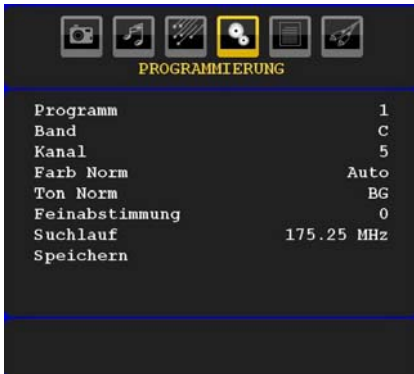 PROGRAMMIERUNG
Programm 1
Band C
Kanal 5
Farb Norm Auto
Ton Norm BG
Feinabstimmung 0
Suchlauf 175.25 MHz
Speichern